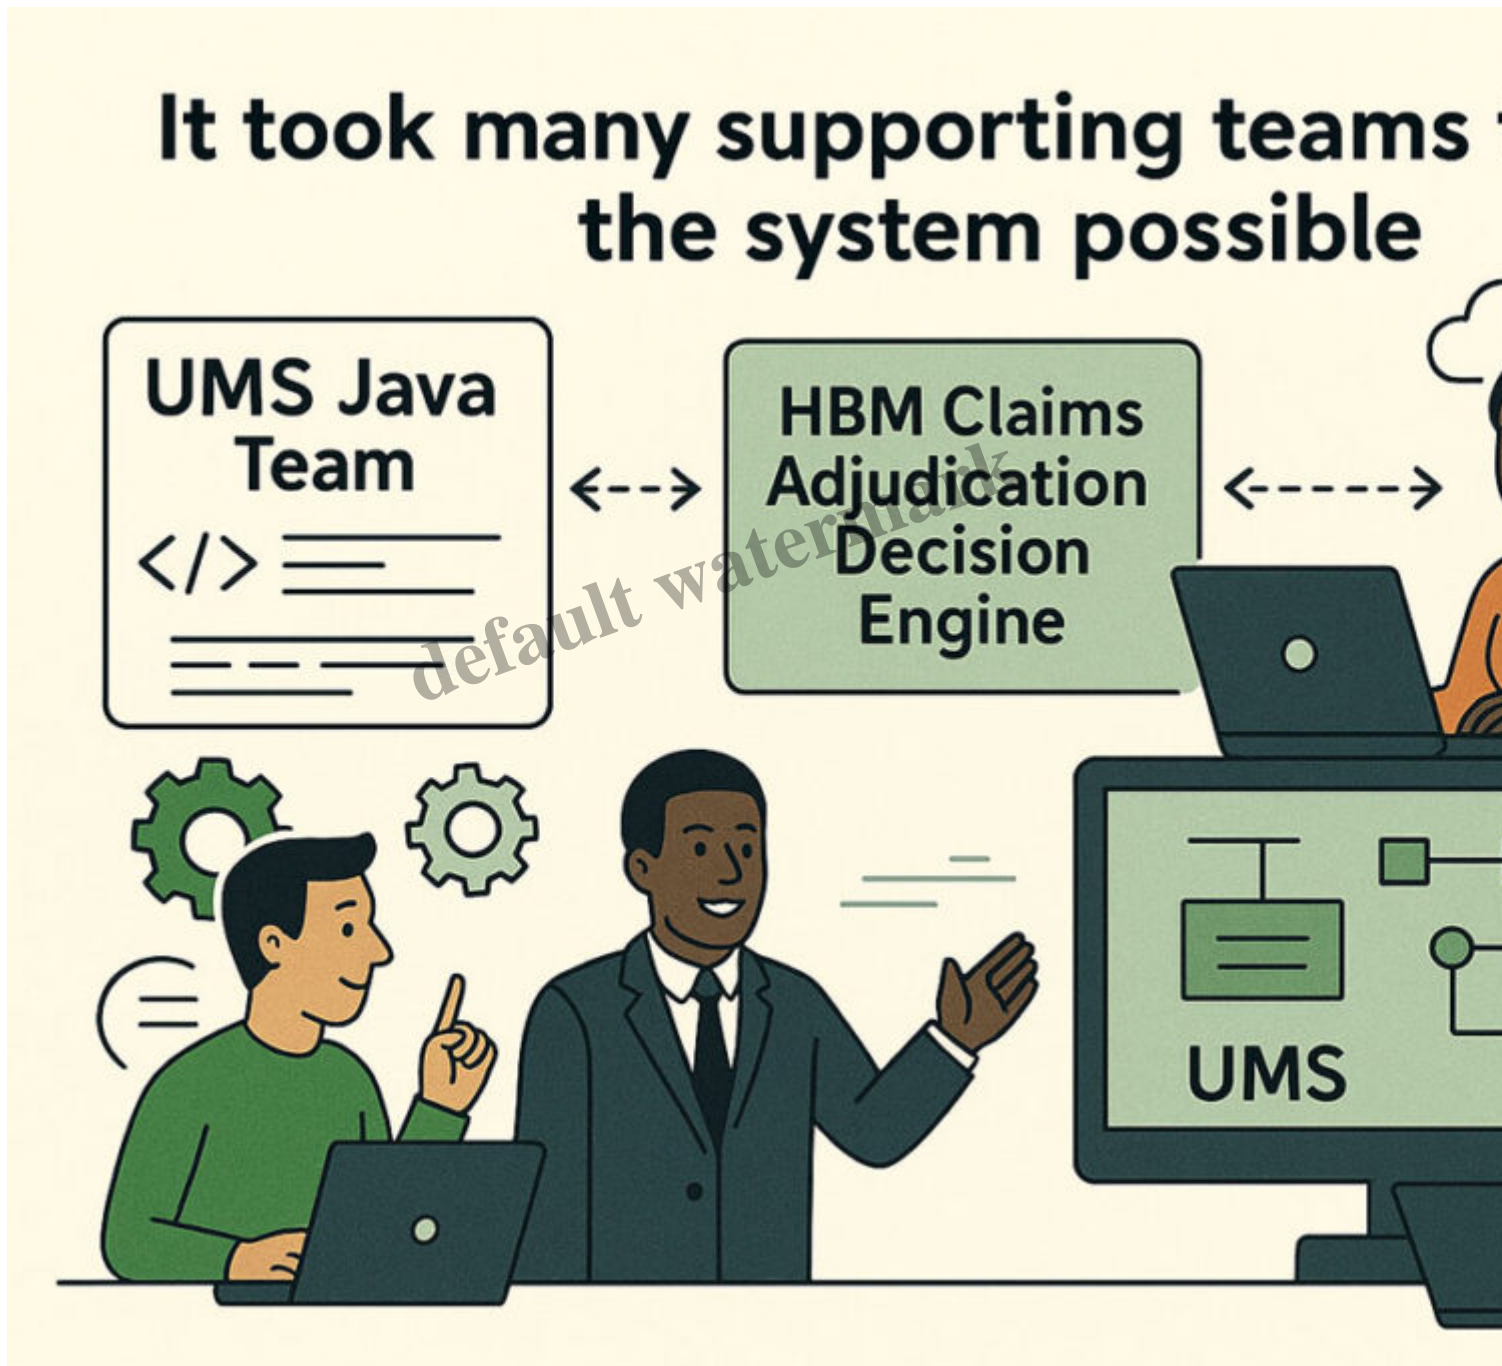 It took many supporting teams
the system possible
UMS Java
Team
</>
HBM Claims
Adjudication
Decision
Engine
default watermark
UMS